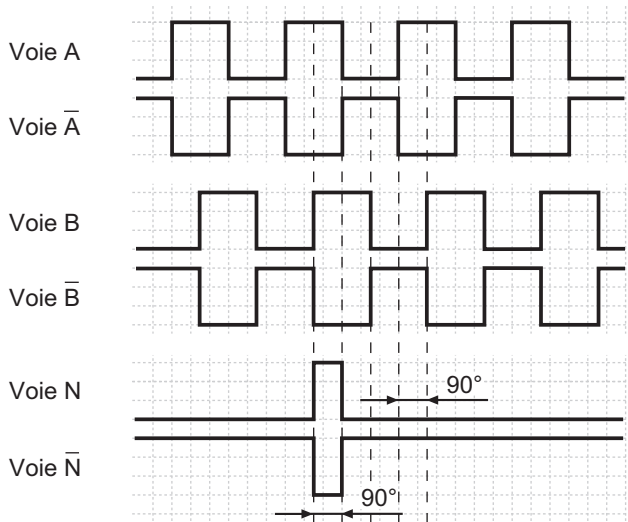 Voie A
Voie A̅
Voie B
Voie B̅
Voie N
90°
Voie N̅
90°